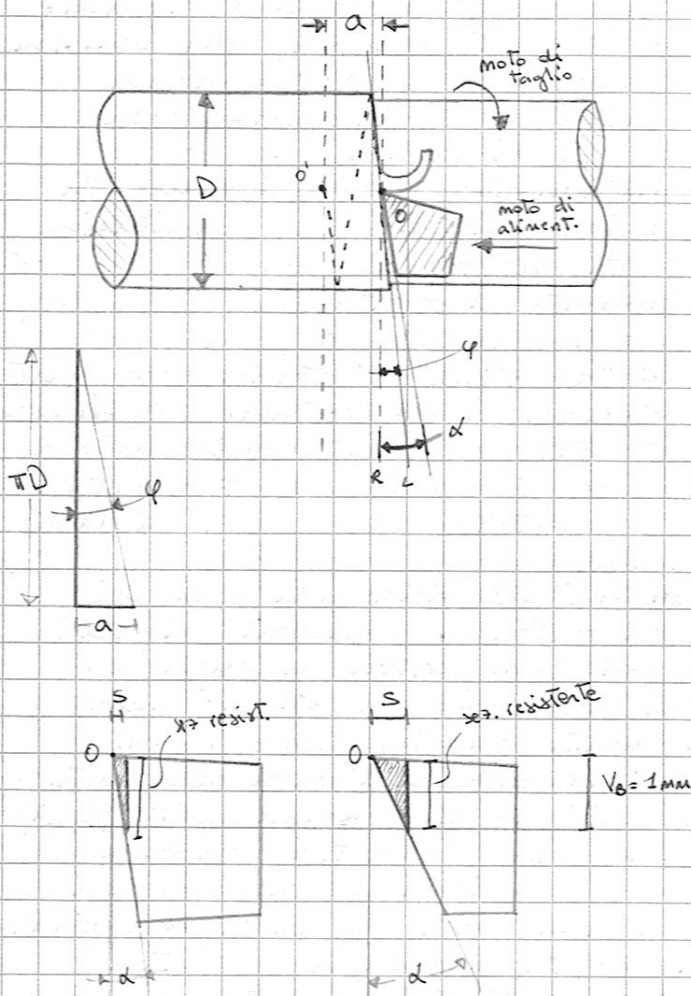 a
moto di
taglio
O'
D
O
moto di
aliment.
φ
α
R L
πD
φ
a
S
sez. resist.
O
S
sez. resistente
O
V_B = 1 mm
α
α